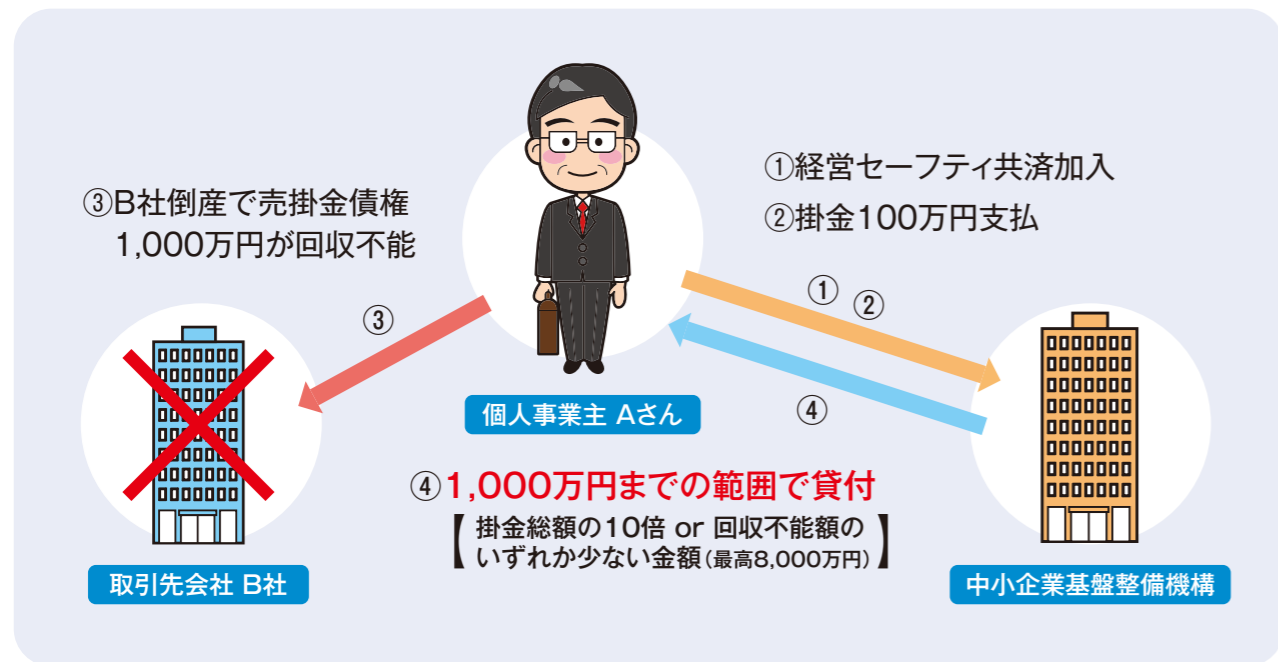 ③B社倒産で売掛金債権
1,000万円が回収不能
①経営セーフティ共済加入
②掛金100万円支払
③
①
②
④
個人事業主 Aさん
④1,000万円までの範囲で貸付
【掛金総額の10倍 or 回収不能額の
いずれか少ない金額(最高8,000万円)】
取引先会社 B社
中小企業基盤整備機構